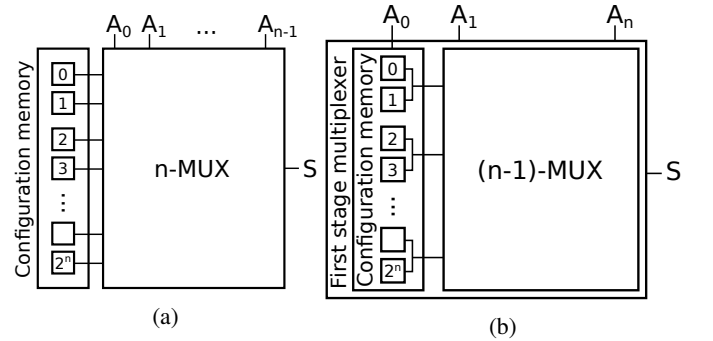 A0 A1 ... An-1
Configuration memory
0
1
2
3
...
2n
n-MUX
S
(a)
A0 A1 An
First stage multiplexer
Configuration memory
0
1
2
3
...
2n
(n-1)-MUX
S
(b)